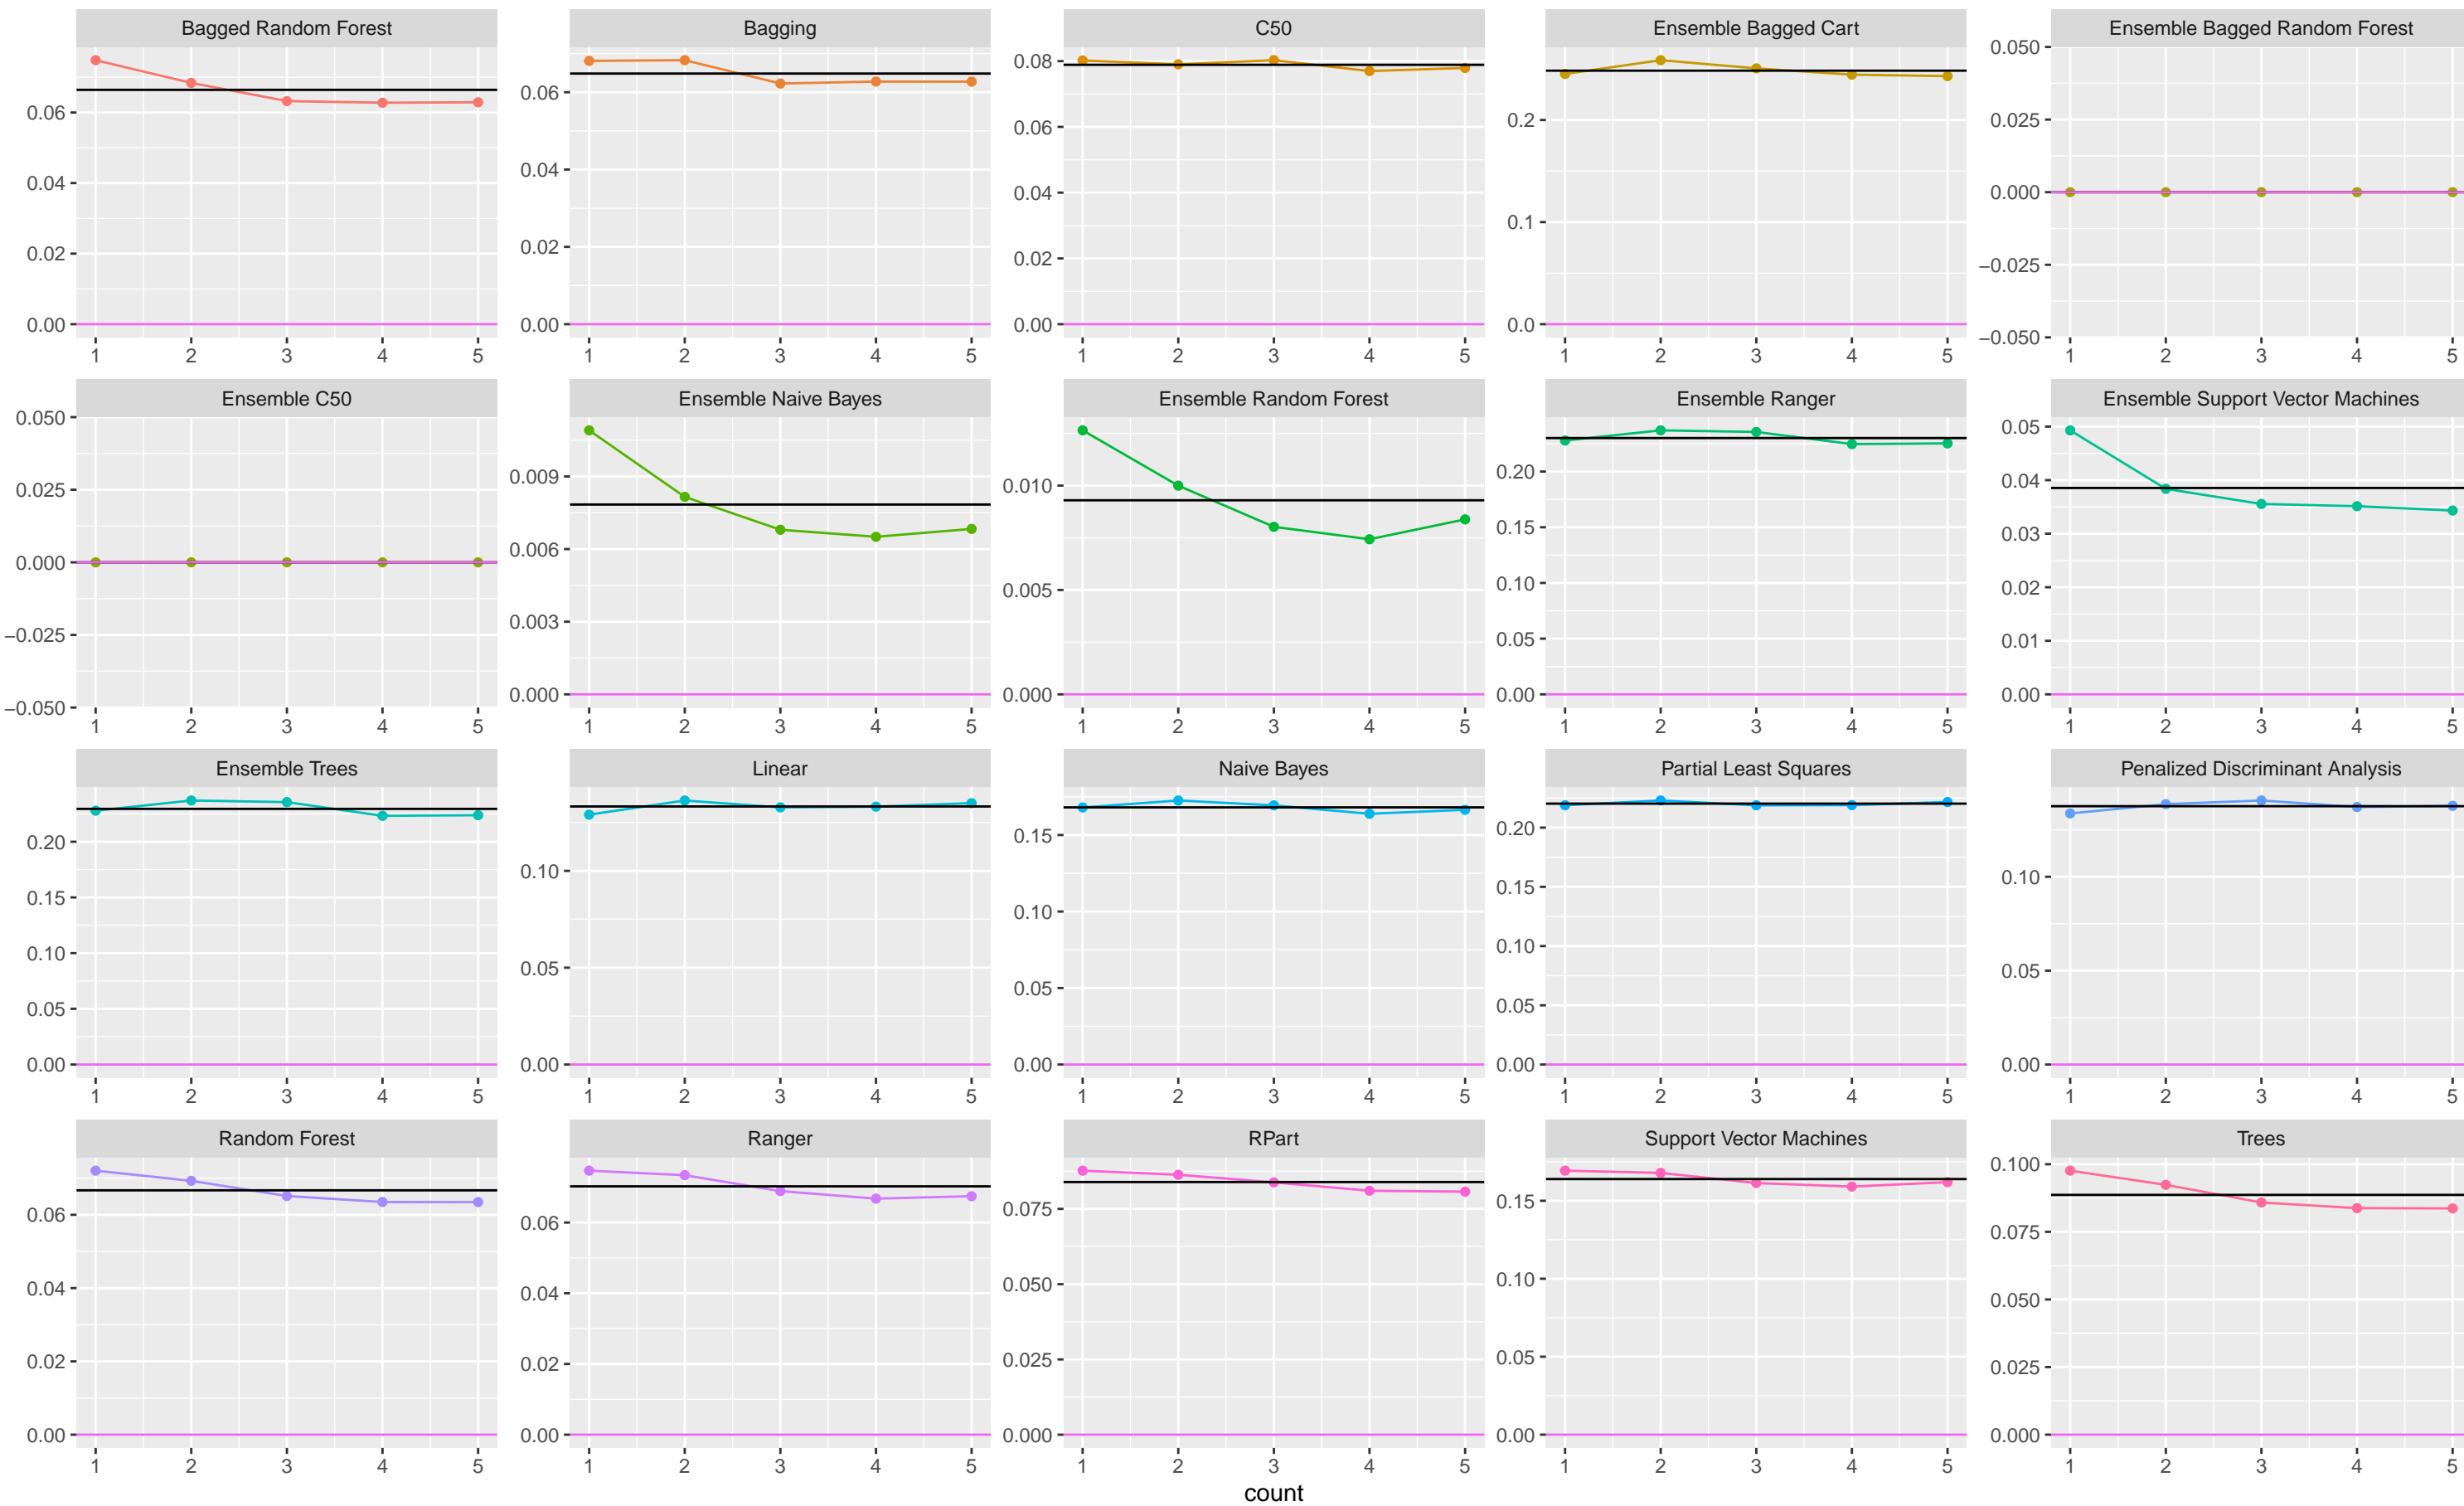 Bagged Random Forest
Bagging
C50
Ensemble Bagged Cart
Ensemble Bagged Random Forest
0.06
0.04
0.02
0.00
1 2 3 4 5
0.06
0.04
0.02
0.00
1 2 3 4 5
0.08
0.06
0.04
0.02
0.00
1 2 3 4 5
0.2
0.1
0.0
1 2 3 4 5
0.050
0.025
0.000
−0.025
−0.050
1 2 3 4 5
Ensemble C50
Ensemble Naive Bayes
Ensemble Random Forest
Ensemble Ranger
Ensemble Support Vector Machines
0.050
0.025
0.000
−0.025
−0.050
1 2 3 4 5
0.009
0.006
0.003
0.000
1 2 3 4 5
0.010
0.005
0.000
1 2 3 4 5
0.20
0.15
0.10
0.05
0.00
1 2 3 4 5
0.05
0.04
0.03
0.02
0.01
0.00
1 2 3 4 5
Ensemble Trees
Linear
Naive Bayes
Partial Least Squares
Penalized Discriminant Analysis
0.20
0.15
0.10
0.05
0.00
1 2 3 4 5
0.10
0.05
0.00
1 2 3 4 5
0.15
0.10
0.05
0.00
1 2 3 4 5
0.20
0.15
0.10
0.05
0.00
1 2 3 4 5
0.10
0.05
0.00
1 2 3 4 5
Random Forest
Ranger
RPart
Support Vector Machines
Trees
0.06
0.04
0.02
0.00
1 2 3 4 5
0.06
0.04
0.02
0.00
1 2 3 4 5
0.075
0.050
0.025
0.000
1 2 3 4 5
0.15
0.10
0.05
0.00
1 2 3 4 5
0.100
0.075
0.050
0.025
0.000
1 2 3 4 5
count